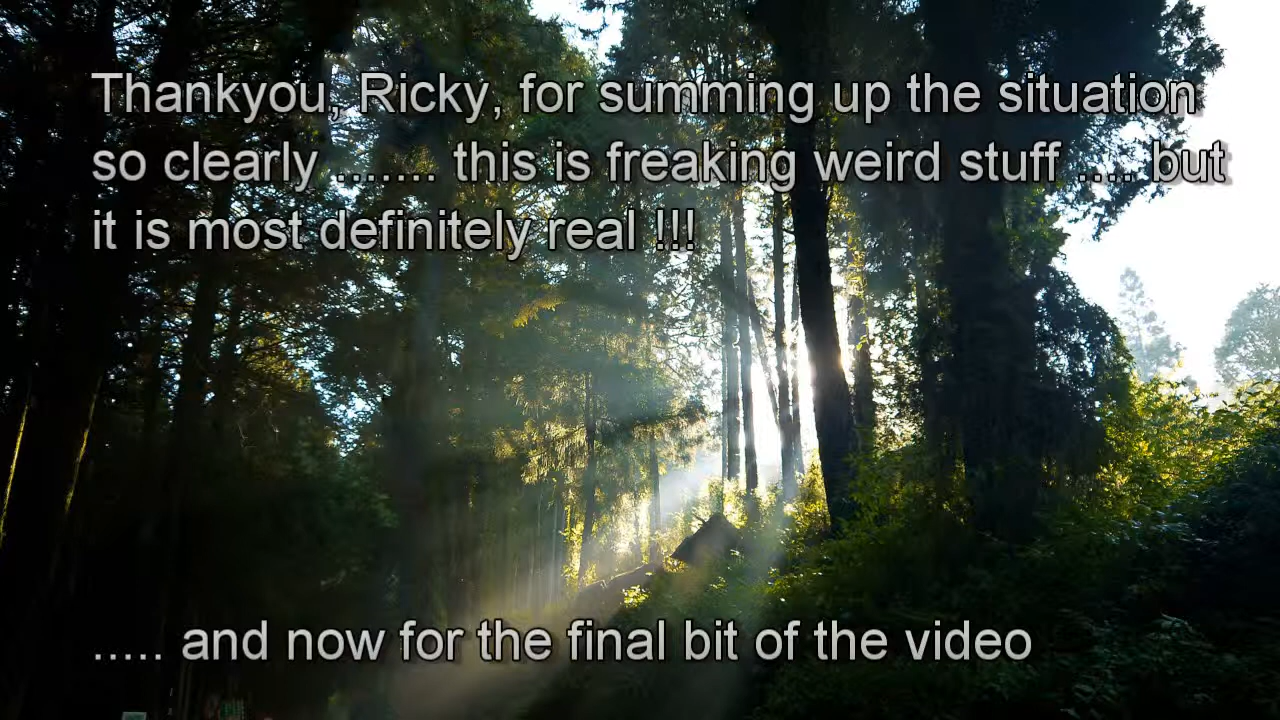 Thankyou, Ricky, for summing up the situation
so clearly ....... this is freaking weird stuff .... but
it is most definitely real !!!
..... and now for the final bit of the video